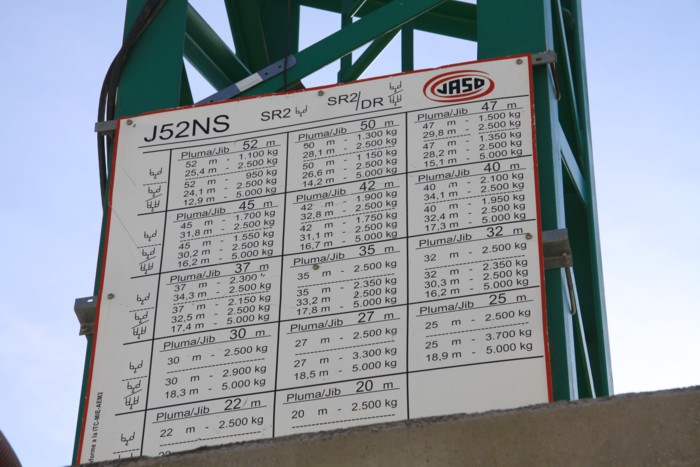 J52NS SR2 SR2/DR JASO
Pluma/Jib 52 m
52 m - 1.100 kg
25,4 m - 2.500 kg
52 m - 950 kg
24,1 m - 2.500 kg
12,9 m - 5.000 kg
Pluma/Jib 50 m
50 m - 1.300 kg
28,1 m - 2.500 kg
50 m - 1.150 kg
26,6 m - 2.500 kg
14,2 m - 5.000 kg
Pluma/Jib 47 m
47 m - 1.500 kg
29,8 m - 2.500 kg
47 m - 1.350 kg
28,2 m - 2.500 kg
15,1 m - 5.000 kg
Pluma/Jib 45 m
45 m - 1.700 kg
31,8 m - 2.500 kg
45 m - 1.550 kg
30,2 m - 2.500 kg
16,2 m - 5.000 kg
Pluma/Jib 42 m
42 m - 1.900 kg
32,8 m - 2.500 kg
42 m - 1.750 kg
31,1 m - 2.500 kg
16,7 m - 5.000 kg
Pluma/Jib 40 m
40 m - 2.100 kg
34,1 m - 2.500 kg
40 m - 1.950 kg
32,4 m - 2.500 kg
17,3 m - 5.000 kg
Pluma/Jib 37 m
37 m - 2.300 kg
34,3 m - 2.500 kg
37 m - 2.150 kg
32,5 m - 2.500 kg
17,4 m - 5.000 kg
Pluma/Jib 35 m
35 m - 2.500 kg
35 m - 2.350 kg
33,2 m - 2.500 kg
17,8 m - 5.000 kg
Pluma/Jib 32 m
32 m - 2.500 kg
32 m - 2.350 kg
30,3 m - 2.500 kg
16,2 m - 5.000 kg
Pluma/Jib 30 m
30 m - 2.500 kg
30 m - 2.900 kg
18,3 m - 5.000 kg
Pluma/Jib 27 m
27 m - 2.500 kg
27 m - 3.300 kg
18,5 m - 5.000 kg
Pluma/Jib 25 m
25 m - 2.500 kg
25 m - 3.700 kg
18,9 m - 5.000 kg
Pluma/Jib 22 m
22 m - 2.500 kg
Pluma/Jib 20 m
20 m - 2.500 kg
a la ITC-MIE-AEM2